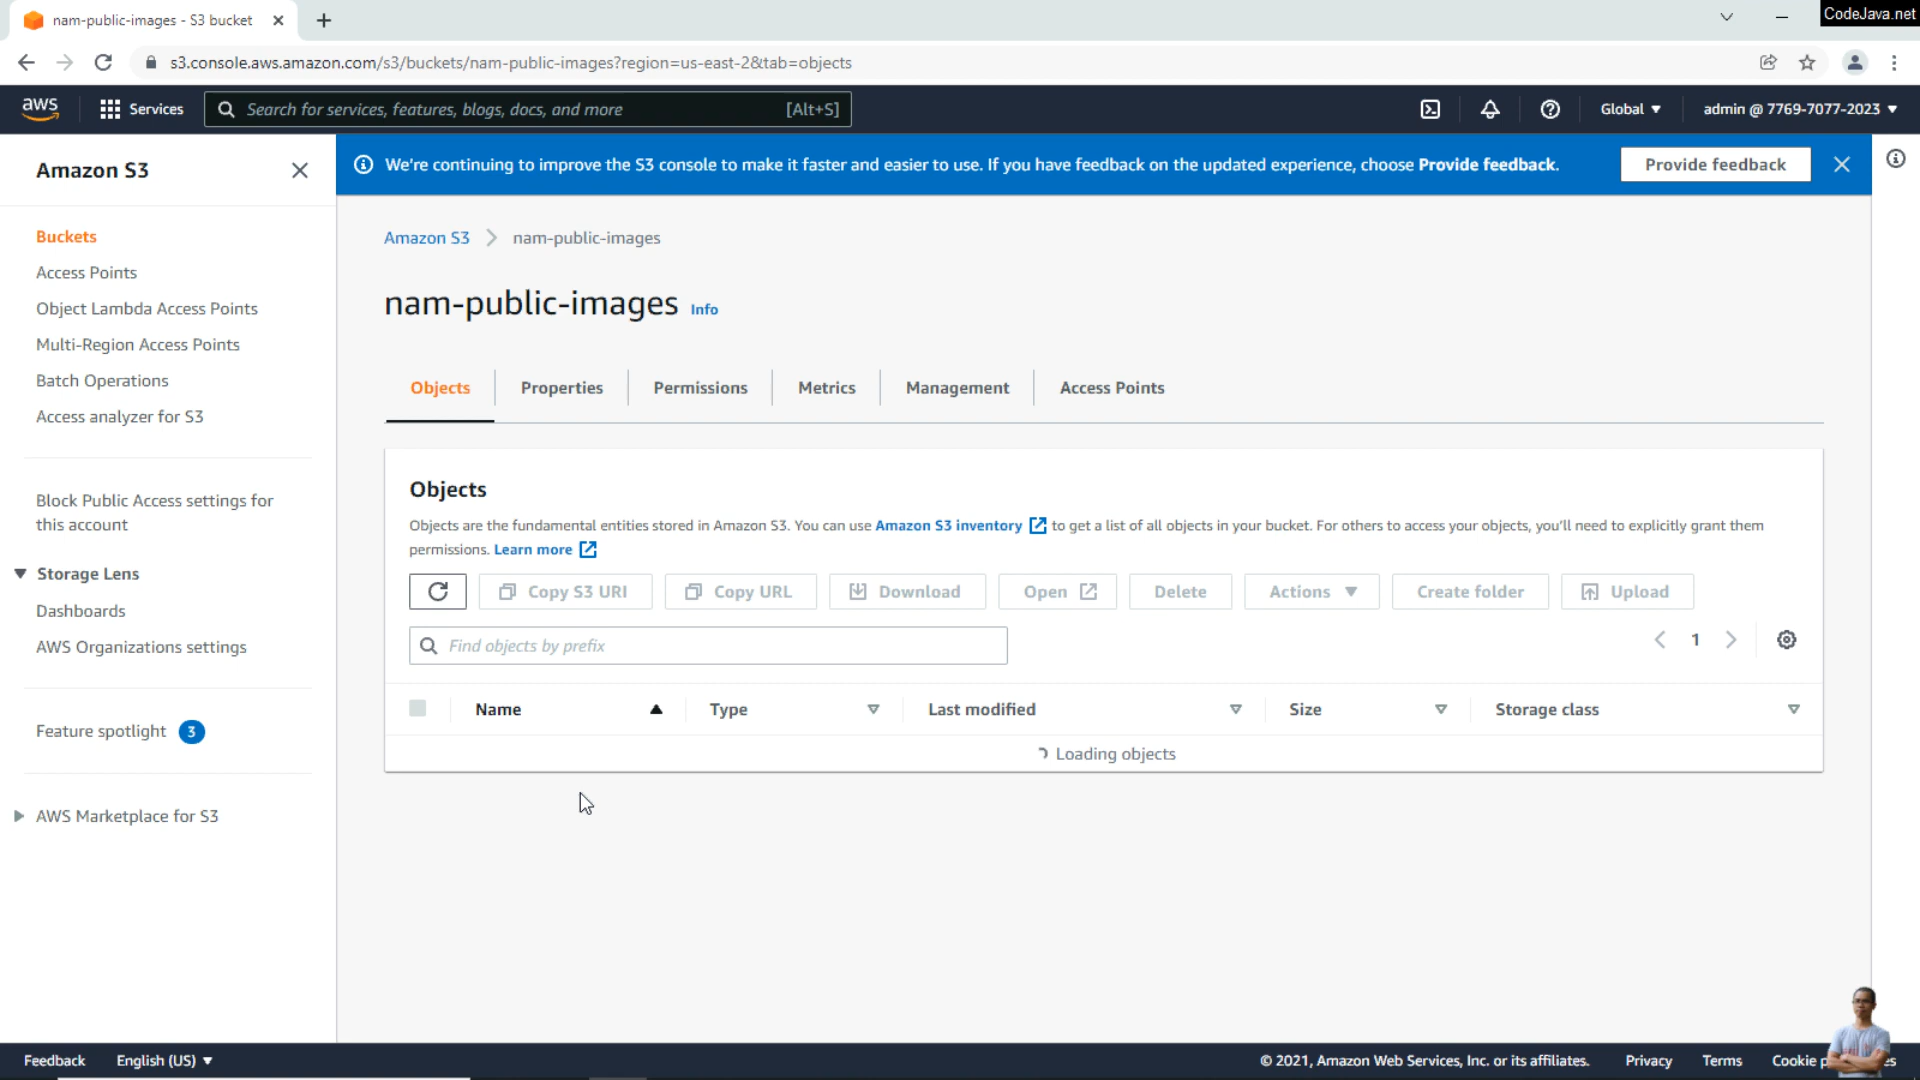 nam-public-images - S3 bucket
CodeJava.net
s3.console.aws.amazon.com/s3/buckets/nam-public-images?region=us-east-2&tab=objects
aws
Services
Search for services, features, blogs, docs, and more
[Alt+S]
Global
admin @ 7769-7077-2023
Amazon S3
We're continuing to improve the S3 console to make it faster and easier to use. If you have feedback on the updated experience, choose Provide feedback.
Provide feedback
Buckets
Access Points
Object Lambda Access Points
Multi-Region Access Points
Batch Operations
Access analyzer for S3
Block Public Access settings for
this account
Storage Lens
Dashboards
AWS Organizations settings
Feature spotlight 3
AWS Marketplace for S3
Amazon S3 nam-public-images
nam-public-images Info
Objects Properties Permissions Metrics Management Access Points
Objects
Objects are the fundamental entities stored in Amazon S3. You can use Amazon S3 inventory to get a list of all objects in your bucket. For others to access your objects, you'll need to explicitly grant them
permissions. Learn more
Copy S3 URI Copy URL Download Open Delete Actions Create folder Upload
Find objects by prefix
1
Name Type Last modified Size Storage class
Loading objects
Feedback English (US)
© 2021, Amazon Web Services, Inc. or its affiliates. Privacy Terms Cookie